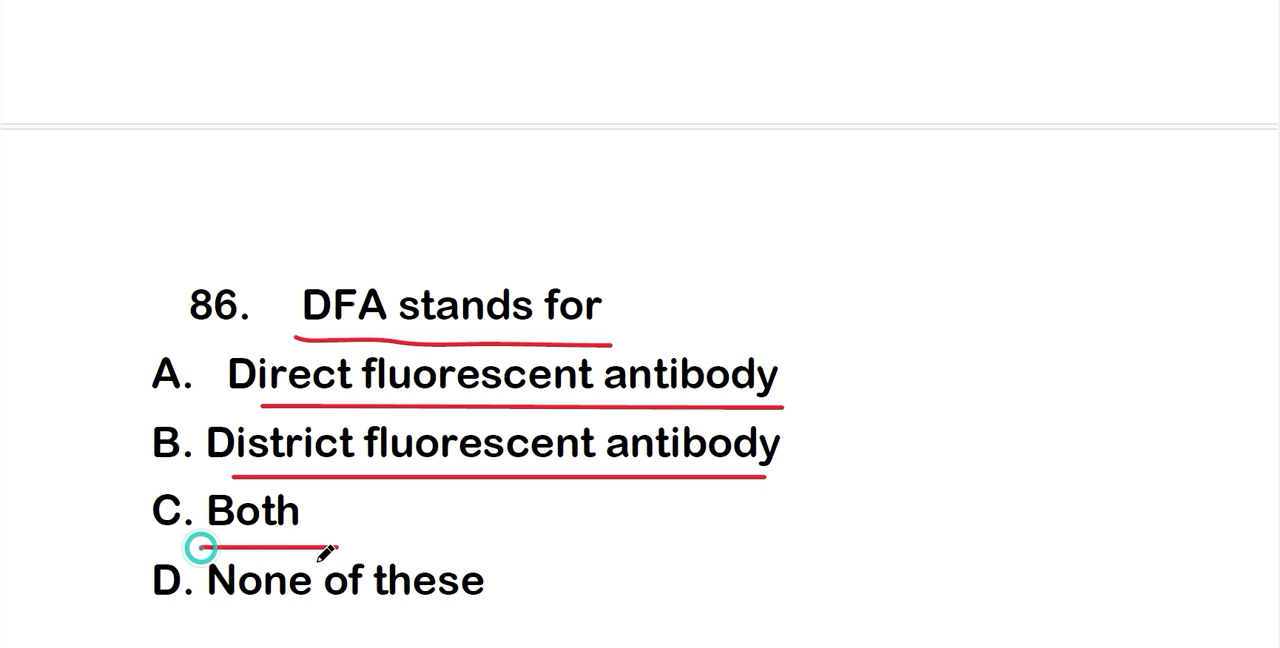 86. DFA stands for
A. Direct fluorescent antibody
B. District fluorescent antibody
C. Both
D. None of these